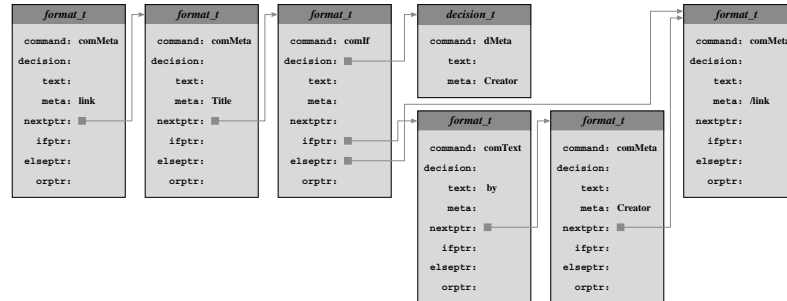 format_t
command: comMeta
decision:
text:
meta: link
nextptr:
ifptr:
elseptr:
orptr:
format_t
command: comMeta
decision:
text:
meta: Title
nextptr:
ifptr:
elseptr:
orptr:
format_t
command: comIf
decision:
text:
meta:
nextptr:
ifptr:
elseptr:
orptr:
decision_t
command: dMeta
text:
meta: Creator
format_t
command: comText
decision:
text: by
meta:
nextptr:
ifptr:
elseptr:
orptr:
format_t
command: comMeta
decision:
text:
meta: Creator
nextptr:
ifptr:
elseptr:
orptr:
format_t
command: comMeta
decision:
text:
meta: /link
nextptr:
ifptr:
elseptr:
orptr: